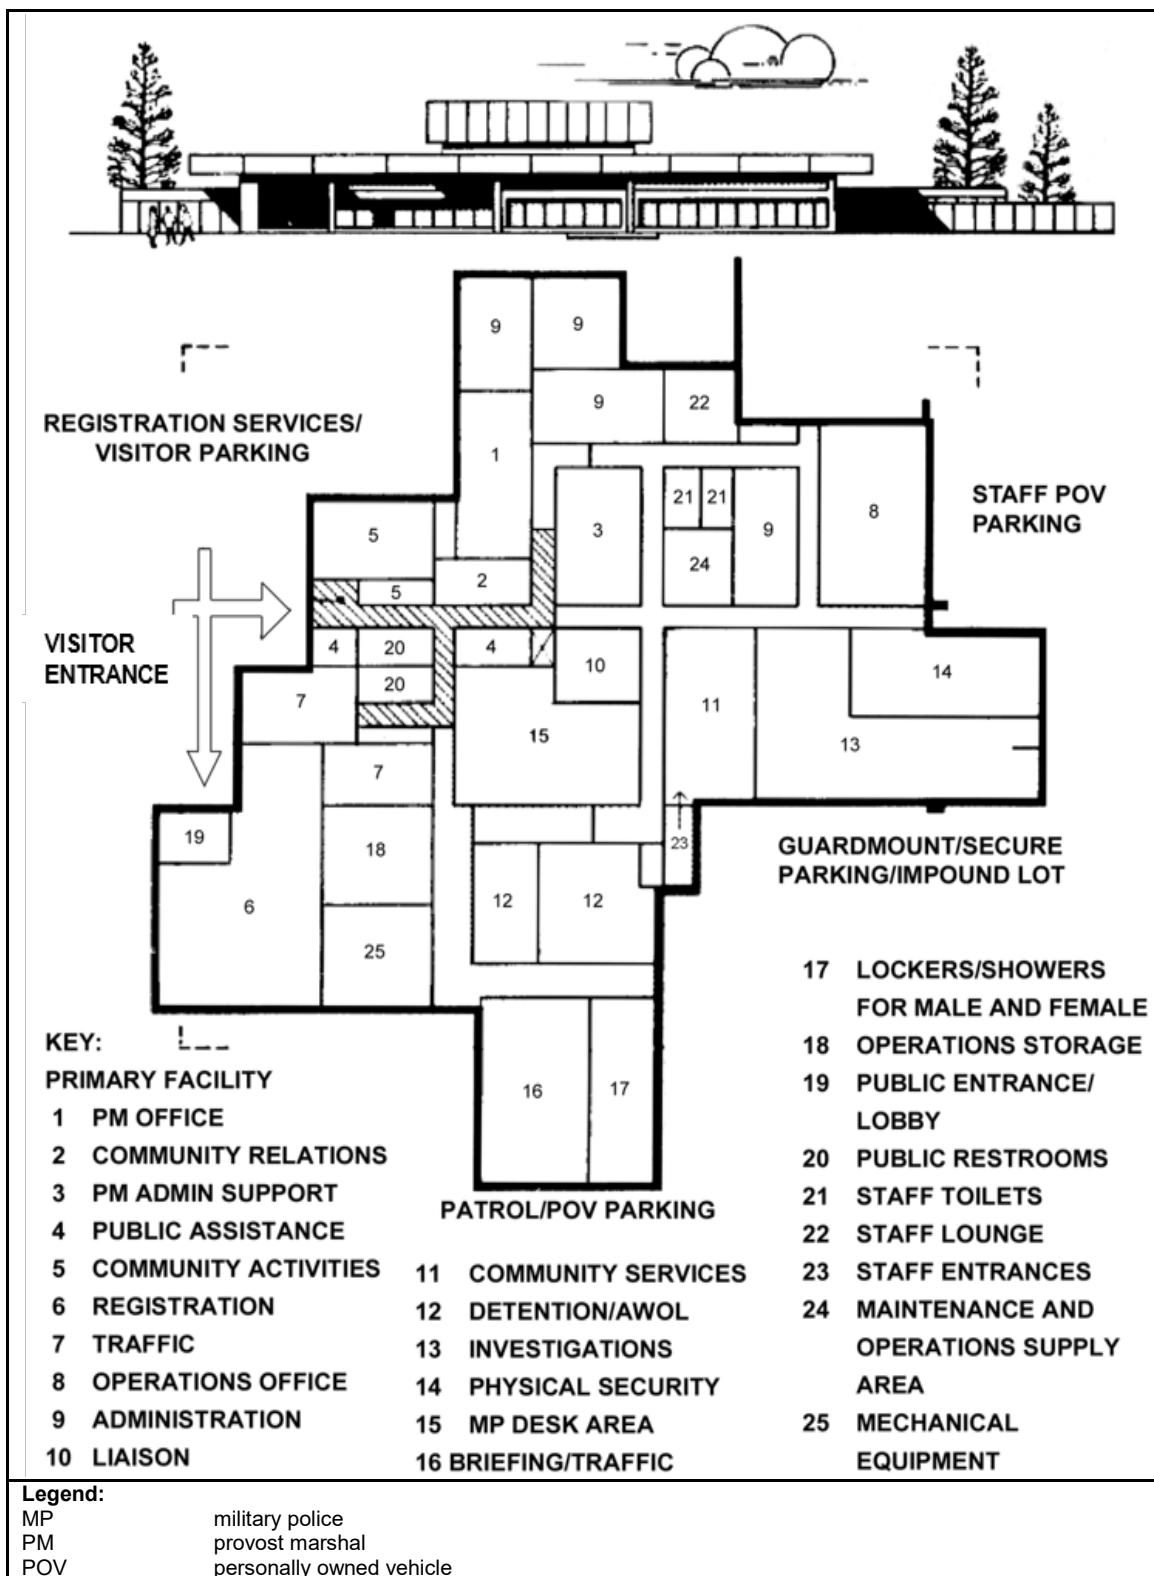 9
9
9
22
REGISTRATION SERVICES/
VISITOR PARKING
1
21
21
8
STAFF POV
PARKING
5
3
9
24
2
5
VISITOR
ENTRANCE
4
20
4
10
14
20
7
11
15
13
7
19
18
23
GUARDMOUNT/SECURE
PARKING/IMPOUND LOT
6
12
12
25
16
17
PATROL/POV PARKING
KEY:
PRIMARY FACILITY
1 PM OFFICE
2 COMMUNITY RELATIONS
3 PM ADMIN SUPPORT
4 PUBLIC ASSISTANCE
5 COMMUNITY ACTIVITIES
6 REGISTRATION
7 TRAFFIC
8 OPERATIONS OFFICE
9 ADMINISTRATION
10 LIAISON
11 COMMUNITY SERVICES
12 DETENTION/AWOL
13 INVESTIGATIONS
14 PHYSICAL SECURITY
15 MP DESK AREA
16 BRIEFING/TRAFFIC
17 LOCKERS/SHOWERS
FOR MALE AND FEMALE
18 OPERATIONS STORAGE
19 PUBLIC ENTRANCE/
LOBBY
20 PUBLIC RESTROOMS
21 STAFF TOILETS
22 STAFF LOUNGE
23 STAFF ENTRANCES
24 MAINTENANCE AND
OPERATIONS SUPPLY
AREA
25 MECHANICAL
EQUIPMENT
Legend:
MP military police
PM provost marshal
POV personally owned vehicle